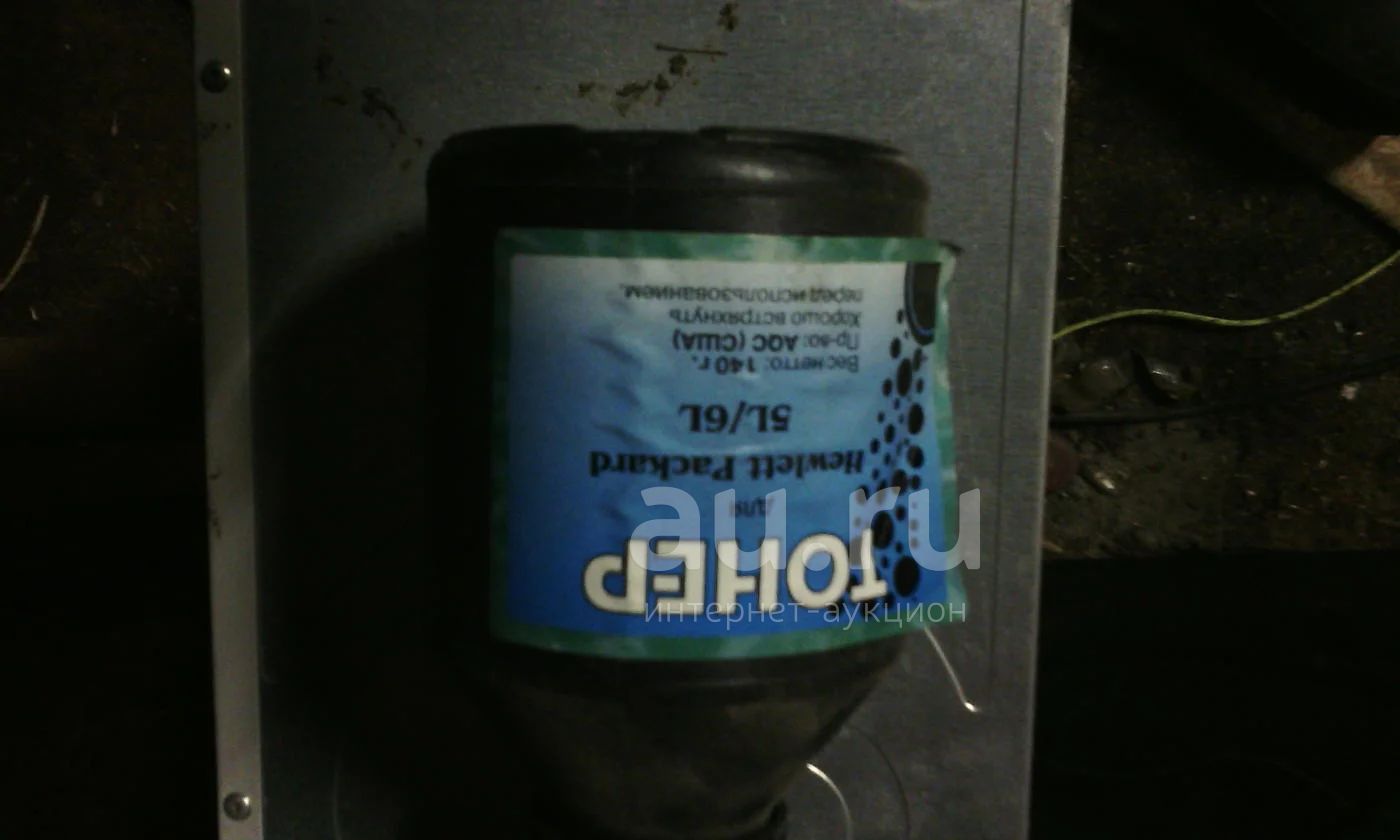 ТОНЕР
для
Hewlett Packard
5L/6L
Вес нетто: 140 г.
Пр-во: AQC (США)
Хорошо встряхнуть
перед использованием.
au.ru
интернет-аукцион